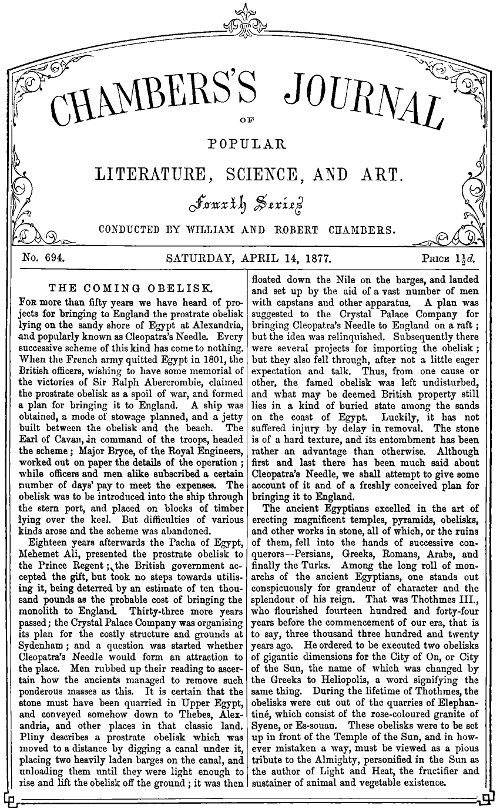 CHAMBERS'S JOURNAL
OF
POPULAR
LITERATURE, SCIENCE, AND ART.
Fourth Series
CONDUCTED BY WILLIAM AND ROBERT CHAMBERS.
No. 694.
SATURDAY, APRIL 14, 1877.
PRICE 1½d.
THE COMING OBELISK.
FOR more than fifty years we have heard of pro-
jects for bringing to England the prostrate obelisk
lying on the sandy shore of Egypt at Alexandria,
and popularly known as Cleopatra's Needle. Every
successive scheme of this kind has come to nothing.
When the French army quitted Egypt in 1801, the
British officers, wishing to have some memorial of
the victories of Sir Ralph Abercrombie, claimed
the prostrate obelisk as a spoil of war, and formed
a plan for bringing it to England. A ship was
obtained, a mode of stowage planned, and a jetty
built between the obelisk and the beach. The
Earl of Cavan, in command of the troops, headed
the scheme; Major Bryce, of the Royal Engineers,
worked out on paper the details of the operation;
while officers and men alike subscribed a certain
number of days' pay to meet the expenses. The
obelisk was to be introduced into the ship through
the stern port, and placed on blocks of timber
lying over the keel. But difficulties of various
kinds arose and the scheme was abandoned.
Eighteen years afterwards the Pacha of Egypt,
Mehemet Ali, presented the prostrate obelisk to
the Prince Regent; the British government ac-
cepted the gift, but took no steps towards utilis-
ing it, being deterred by an estimate of ten thou-
sand pounds as the probable cost of bringing the
monolith to England. Thirty-three more years
passed; the Crystal Palace Company was organising
its plan for the costly structure and grounds at
Sydenham; and a question was started whether
Cleopatra's Needle would form an attraction to
the place. Men rubbed up their reading to ascer-
tain how the ancients managed to remove such
ponderous masses as this. It is certain that the
stone must have been quarried in Upper Egypt,
and conveyed somehow down to Thebes, Alex-
andria, and other places in that classic land.
Pliny describes a prostrate obelisk which was
moved to a distance by digging a canal under it,
placing two heavily laden barges on the canal, and
unloading them until they were light enough to
rise and lift the obelisk off the ground; it was then
floated down the Nile on the barges, and landed
and set up by the aid of a vast number of men
with capstans and other apparatus. A plan was
suggested to the Crystal Palace Company for
bringing Cleopatra's Needle to England on a raft;
but the idea was relinquished. Subsequently there
were several projects for importing the obelisk;
but they also fell through, after not a little eager
expectation and talk. Thus, from one cause or
other, the famed obelisk was left undisturbed,
and what may be deemed British property still
lies in a kind of buried state among the sands
on the coast of Egypt. Luckily, it has not
suffered injury by delay in removal. The stone
is of a hard texture, and its entombment has been
rather an advantage than otherwise. Although
first and last there has been much said about
Cleopatra's Needle, we shall attempt to give some
account of it and of a freshly conceived plan for
bringing it to England.
The ancient Egyptians excelled in the art of
erecting magnificent temples, pyramids, obelisks,
and other works in stone, all of which, or the ruins
of them, fell into the hands of successive con-
querors--Persians, Greeks, Romans, Arabs, and
finally the Turks. Among the long roll of mon-
archs of the ancient Egyptians, one stands out
conspicuously for grandeur of character and the
splendour of his reign. That was Thothmes III.,
who flourished fourteen hundred and forty-four
years before the commencement of our era, that is
to say, three thousand three hundred and twenty
years ago. He ordered to be executed two obelisks
of gigantic dimensions for the City of On, or City
of the Sun, the name of which was changed by
the Greeks to Heliopolis, a word signifying the
same thing. During the lifetime of Thothmes, the
obelisks were cut out of the quarries of Elephan-
tiné, which consist of the rose-coloured granite of
Syene, or Es-souan. These obelisks were to be set
up in front of the Temple of the Sun, and in how-
ever mistaken a way, must be viewed as a pious
tribute to the Almighty, personified in the Sun as
the author of Light and Heat, the fructifier and
sustainer of animal and vegetable existence.